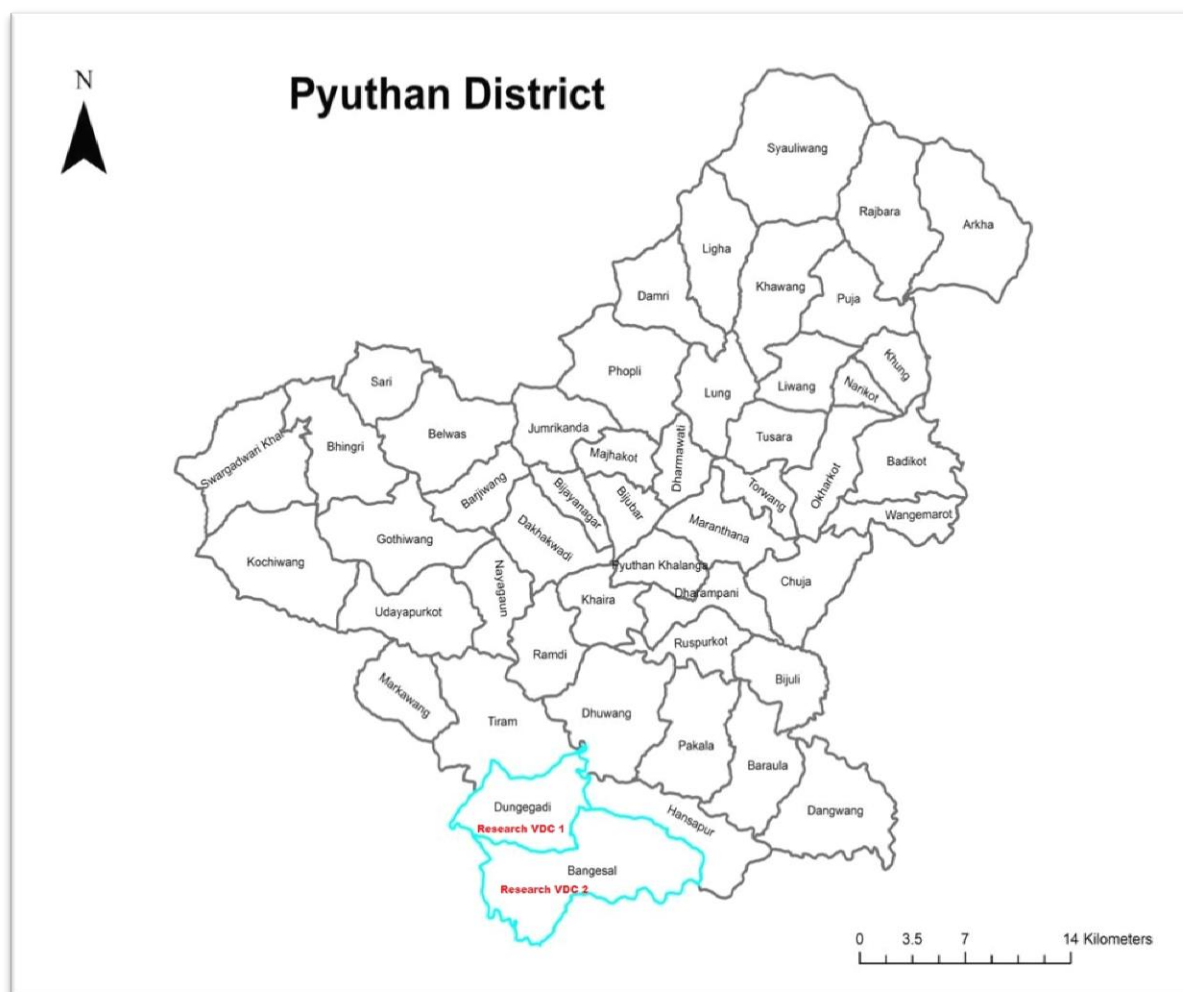 N
Pyuthan District
Syauliwang
Rajbara
Arkha
Ligha
Khawang
Damri
Puja
Phopli
Khung
Sari
Liwang
Narikot
Lung
Jumrikanda
Belwas
Tusara
Bhingri
Swargadwari Khal
Majhakot
Dharmawati
Badikot
Barjiwang
Bijayanagar
Bijubar
Torwang
Okharkot
Wangemarot
Maranthana
Dakhakwadi
Gothiwang
Kochiwang
Pyuthan Khalanga
Chuja
Nayagaun
Dharampani
Khaira
Udayapurkot
Ruspurkot
Ramdi
Bijuli
Markawang
Dhuwang
Tiram
Pakala
Baraula
Dungegadi
Research VDC 1
Hansapur
Dangwang
Bangesal
Research VDC 2
0 3.5 7 14 Kilometers